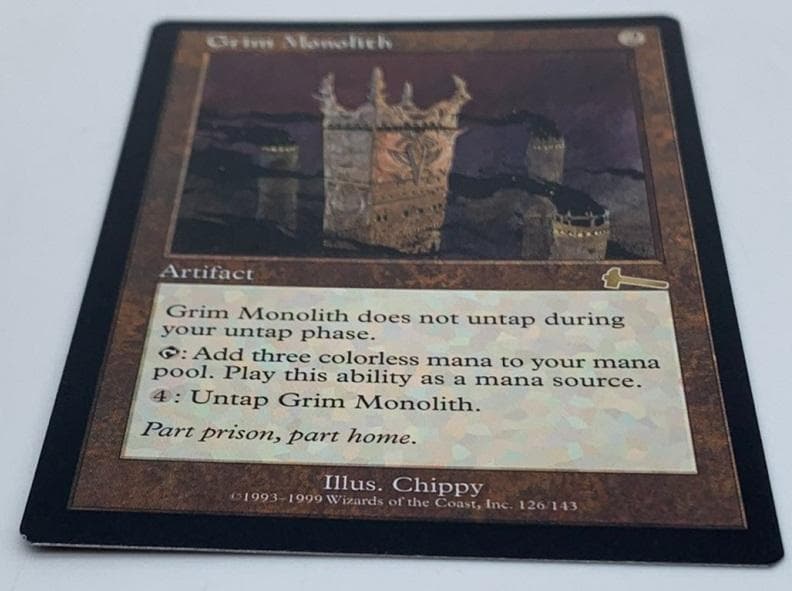 Grim Monolith
2
Artifact
Grim Monolith does not untap during
your untap phase.
: Add three colorless mana to your mana
pool. Play this ability as a mana source.
4: Untap Grim Monolith.
Part prison, part home.
Illus. Chippy
©1993-1999 Wizards of the Coast, Inc. 126/143